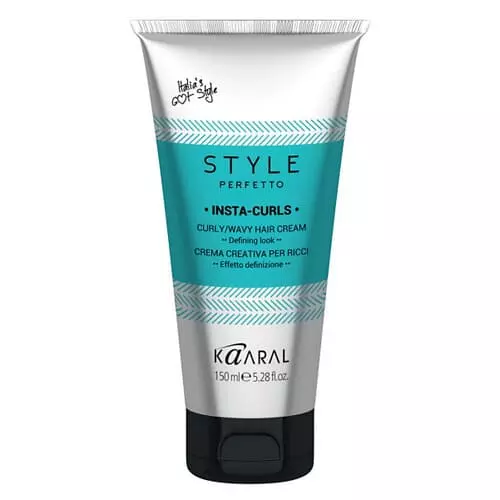 Italia's
Got Style
STYLE
PERFETTO
• INSTA-CURLS •
CURLY/WAVY HAIR CREAM
•• Defining look ••
CREMA CREATIVA PER RICCI
•• Effetto definizione ••
KAARAL
150 ml e 5.28 fl.oz.